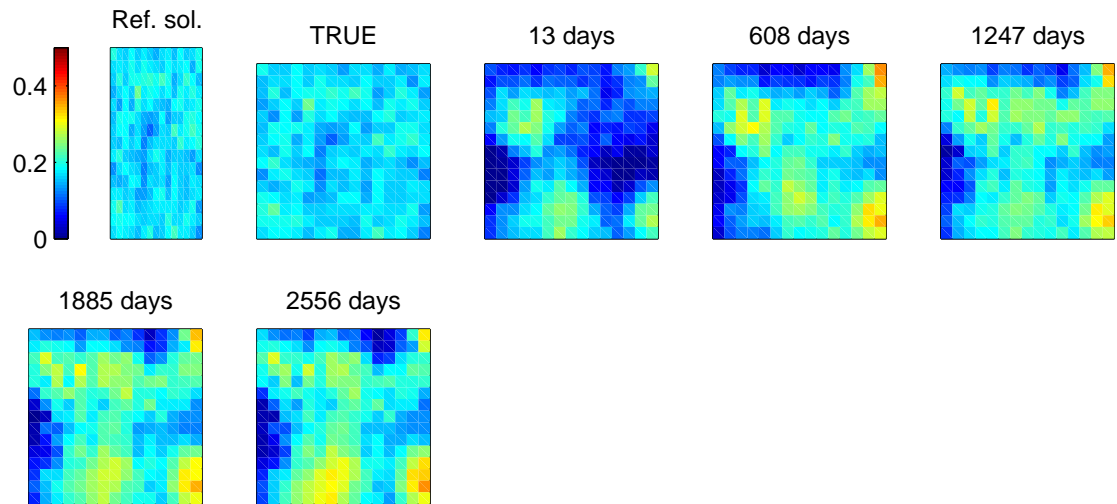 Ref. sol.
TRUE
13 days
608 days
1247 days
0.4
0.2
0
1885 days
2556 days